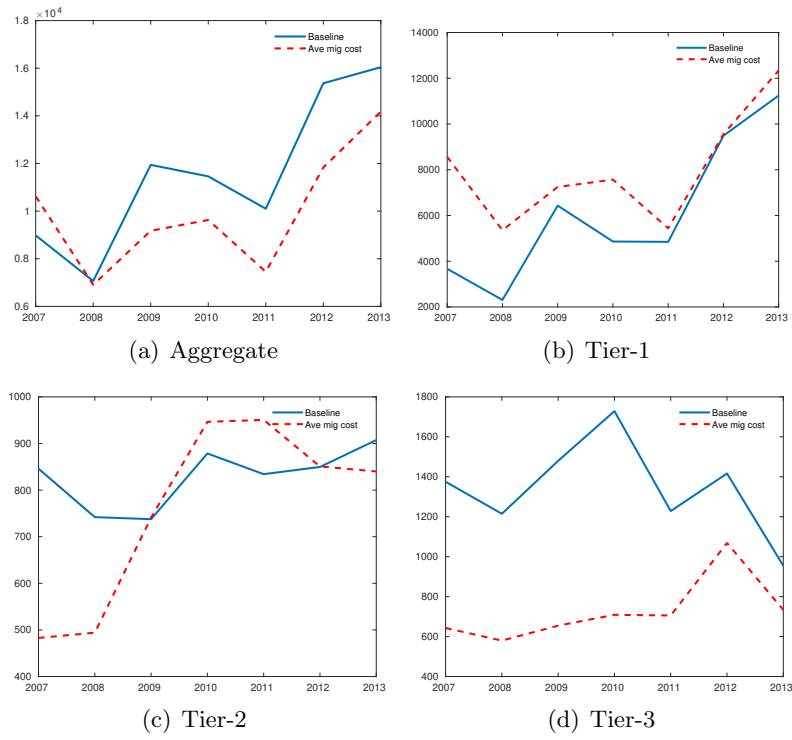 ×10⁴
1.8
1.6
1.4
1.2
1
0.8
0.6
Baseline
Ave mig cost
2007 2008 2009 2010 2011 2012 2013
(a) Aggregate
14000
12000
10000
8000
6000
4000
2000
Baseline
Ave mig cost
2007 2008 2009 2010 2011 2012 2013
(b) Tier-1
1000
900
800
700
600
500
400
Baseline
Ave mig cost
2007 2008 2009 2010 2011 2012 2013
(c) Tier-2
1800
1600
1400
1200
1000
800
600
400
Baseline
Ave mig cost
2007 2008 2009 2010 2011 2012 2013
(d) Tier-3